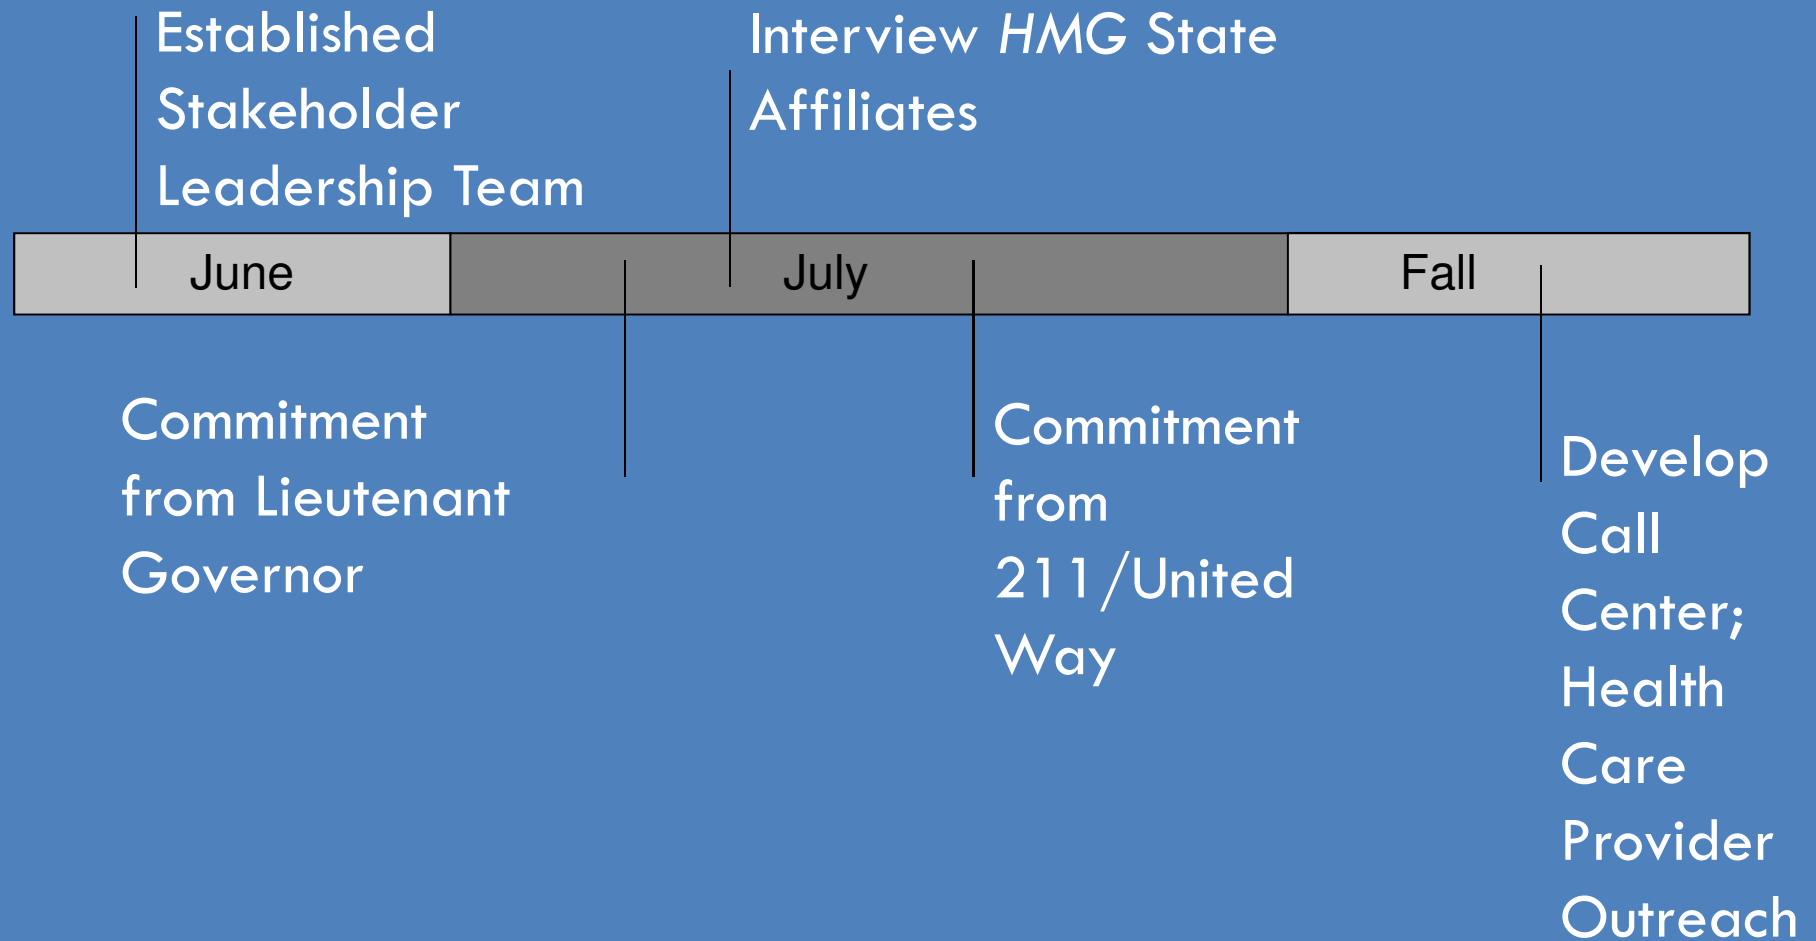 Established
Stakeholder
Leadership Team
Interview HMG State
Affiliates
June
July
Fall
Commitment
from Lieutenant
Governor
Commitment
from
211/United
Way
Develop
Call
Center;
Health
Care
Provider
Outreach